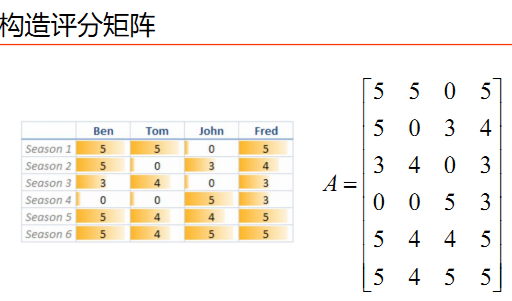 构造评分矩阵
Ben Tom John Fred
Season 1 5 5 0 5
Season 2 5 0 3 4
Season 3 3 4 0 3
Season 4 0 0 5 3
Season 5 5 4 4 5
Season 6 5 4 5 5
A =
5 5 0 5
5 0 3 4
3 4 0 3
0 0 5 3
5 4 4 5
5 4 5 5